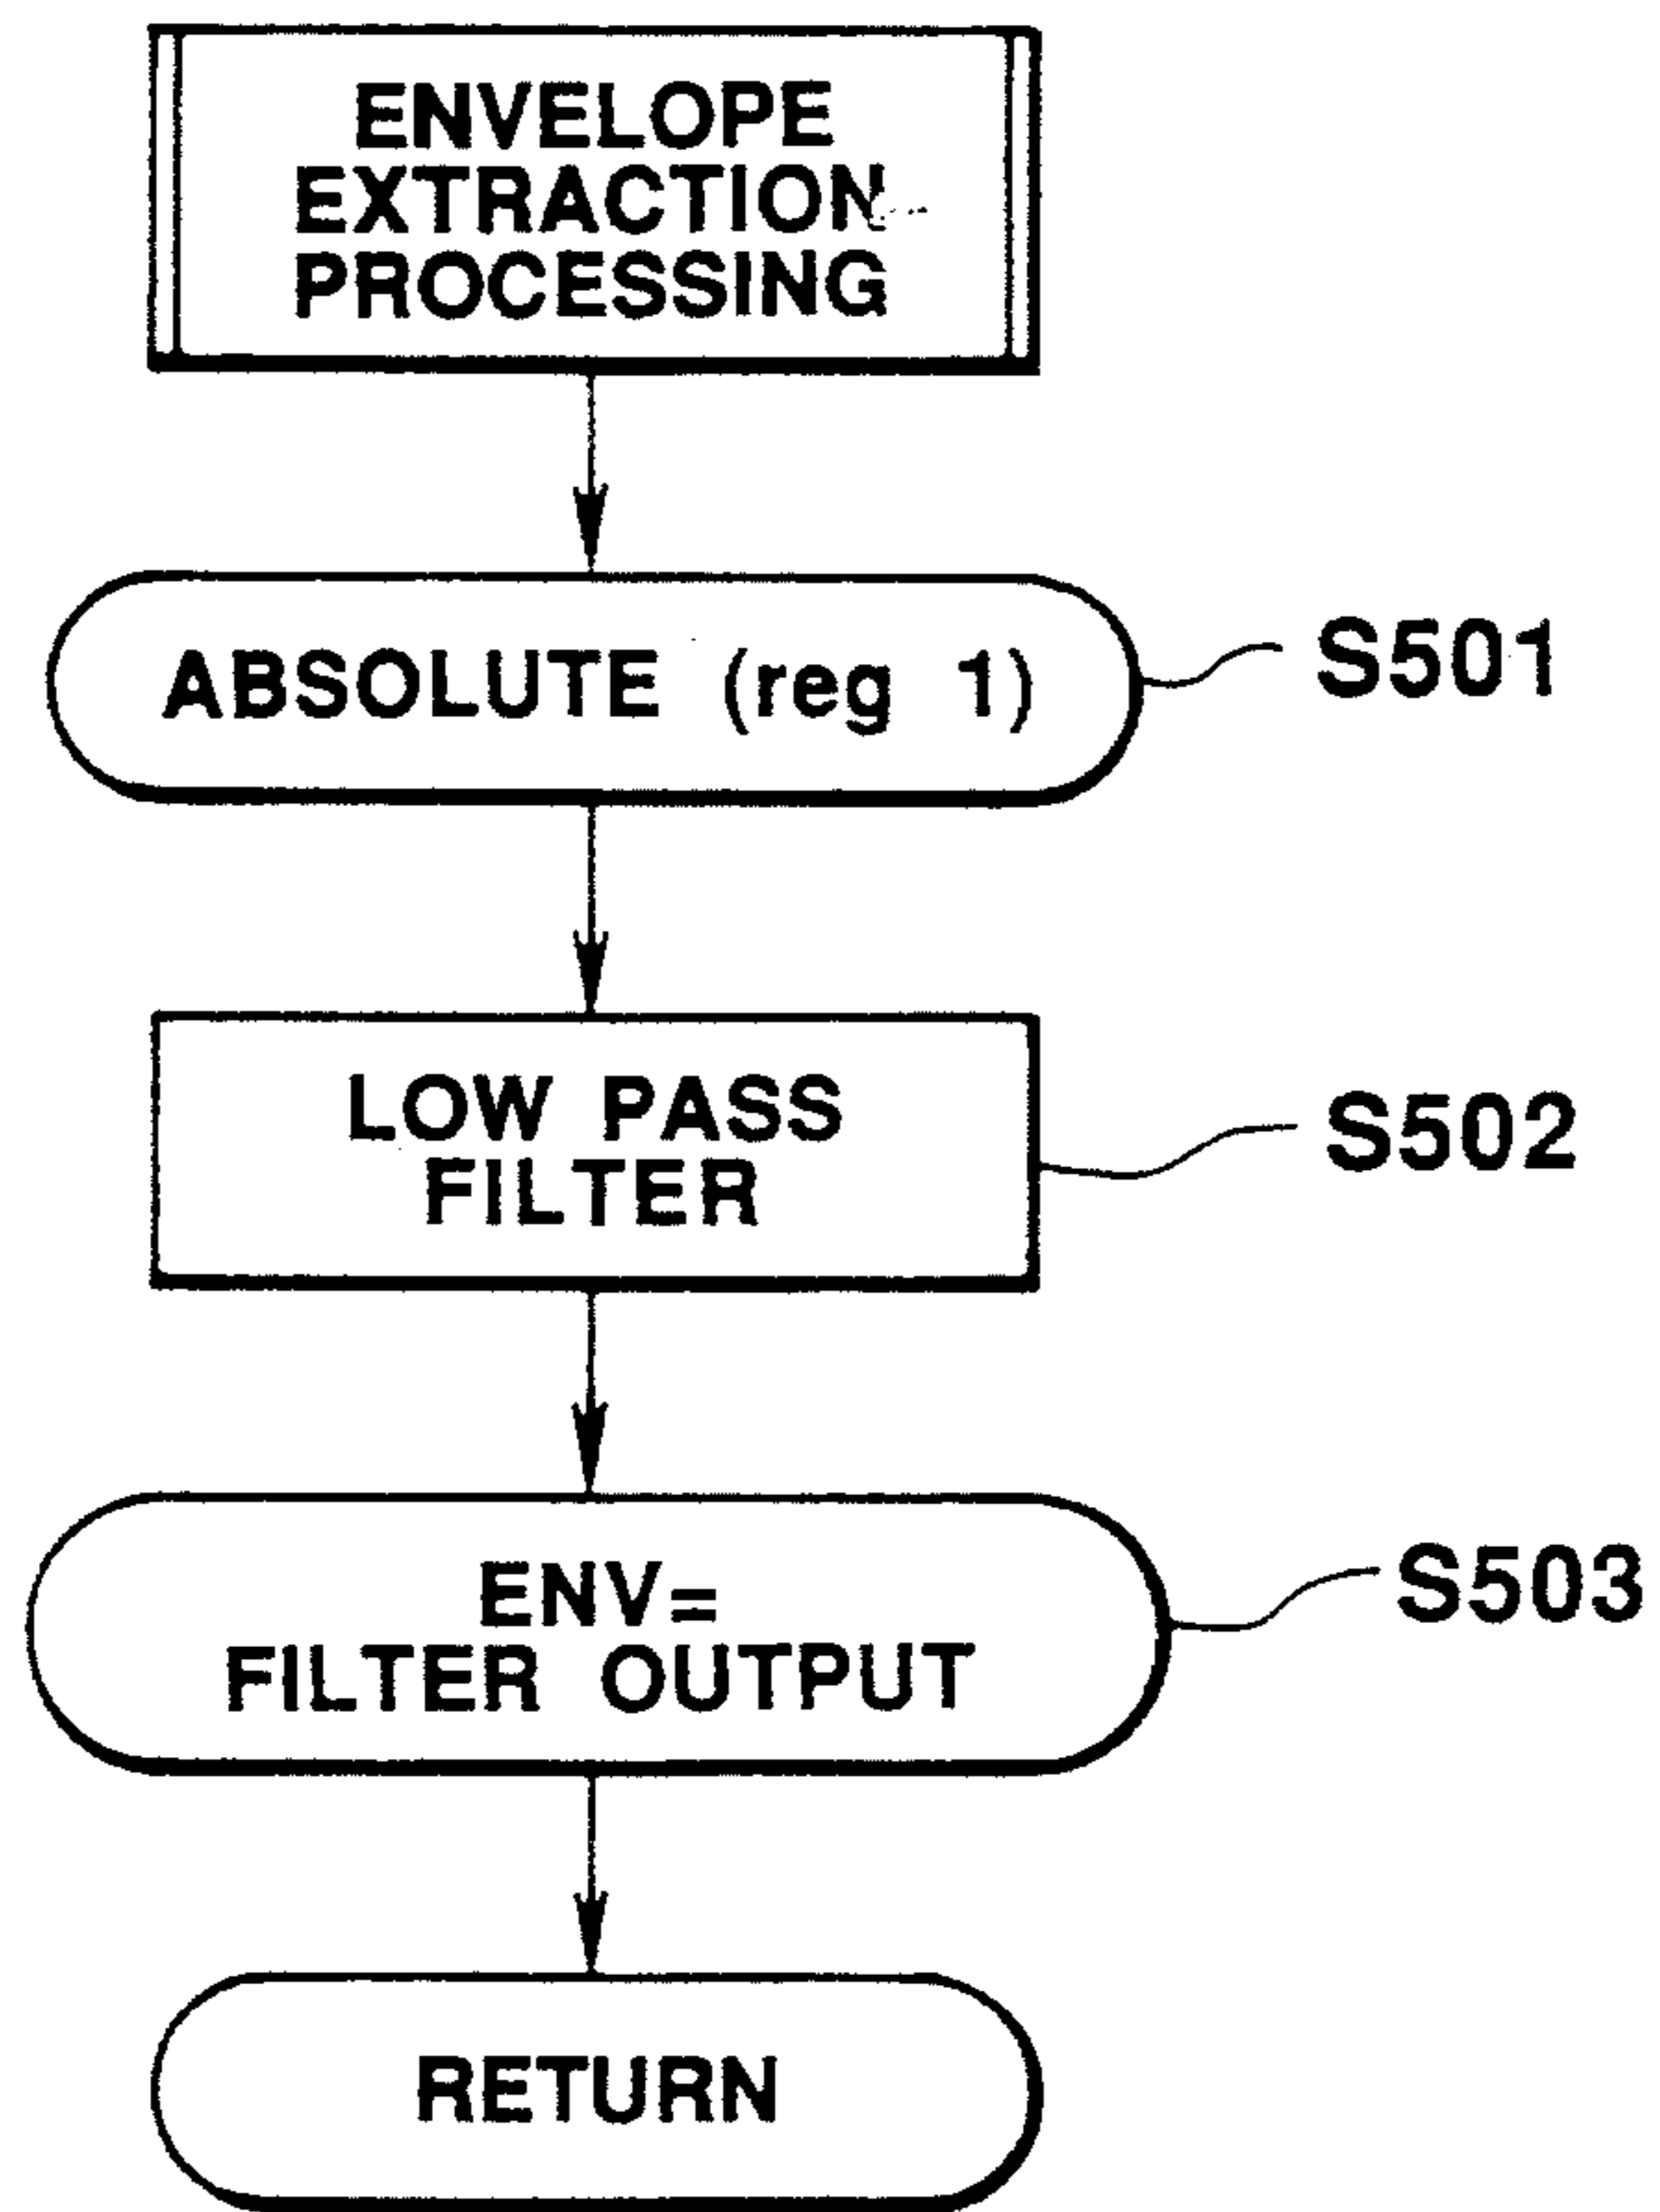 ENVELOPE
EXTRACTION
PROCESSING
ABSOLUTE (reg 1)
S501
LOW PASS
FILTER
S502
ENV=
FILTER OUTPUT
S503
RETURN